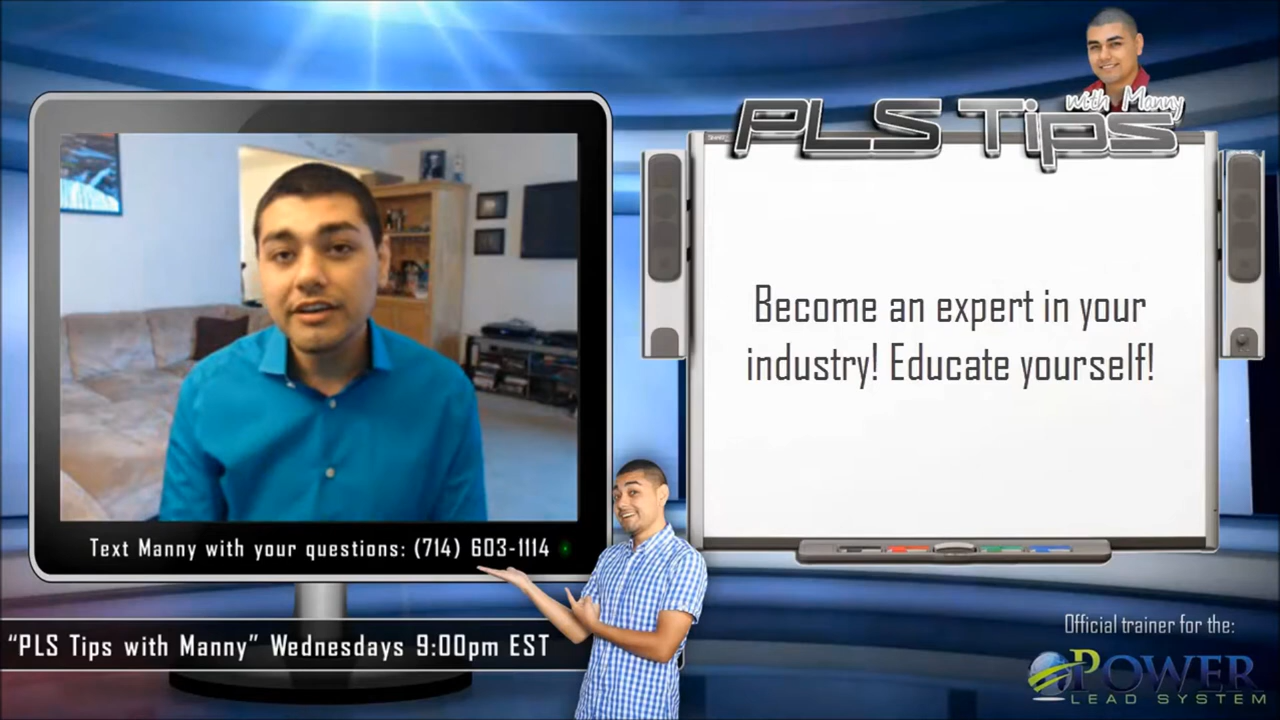 PLS Tips
with Manny
Become an expert in your
industry! Educate yourself!
Text Manny with your questions: (714) 603-1114
“PLS Tips with Manny” Wednesdays 9:00pm EST
Official trainer for the:
POWER
LEAD SYSTEM